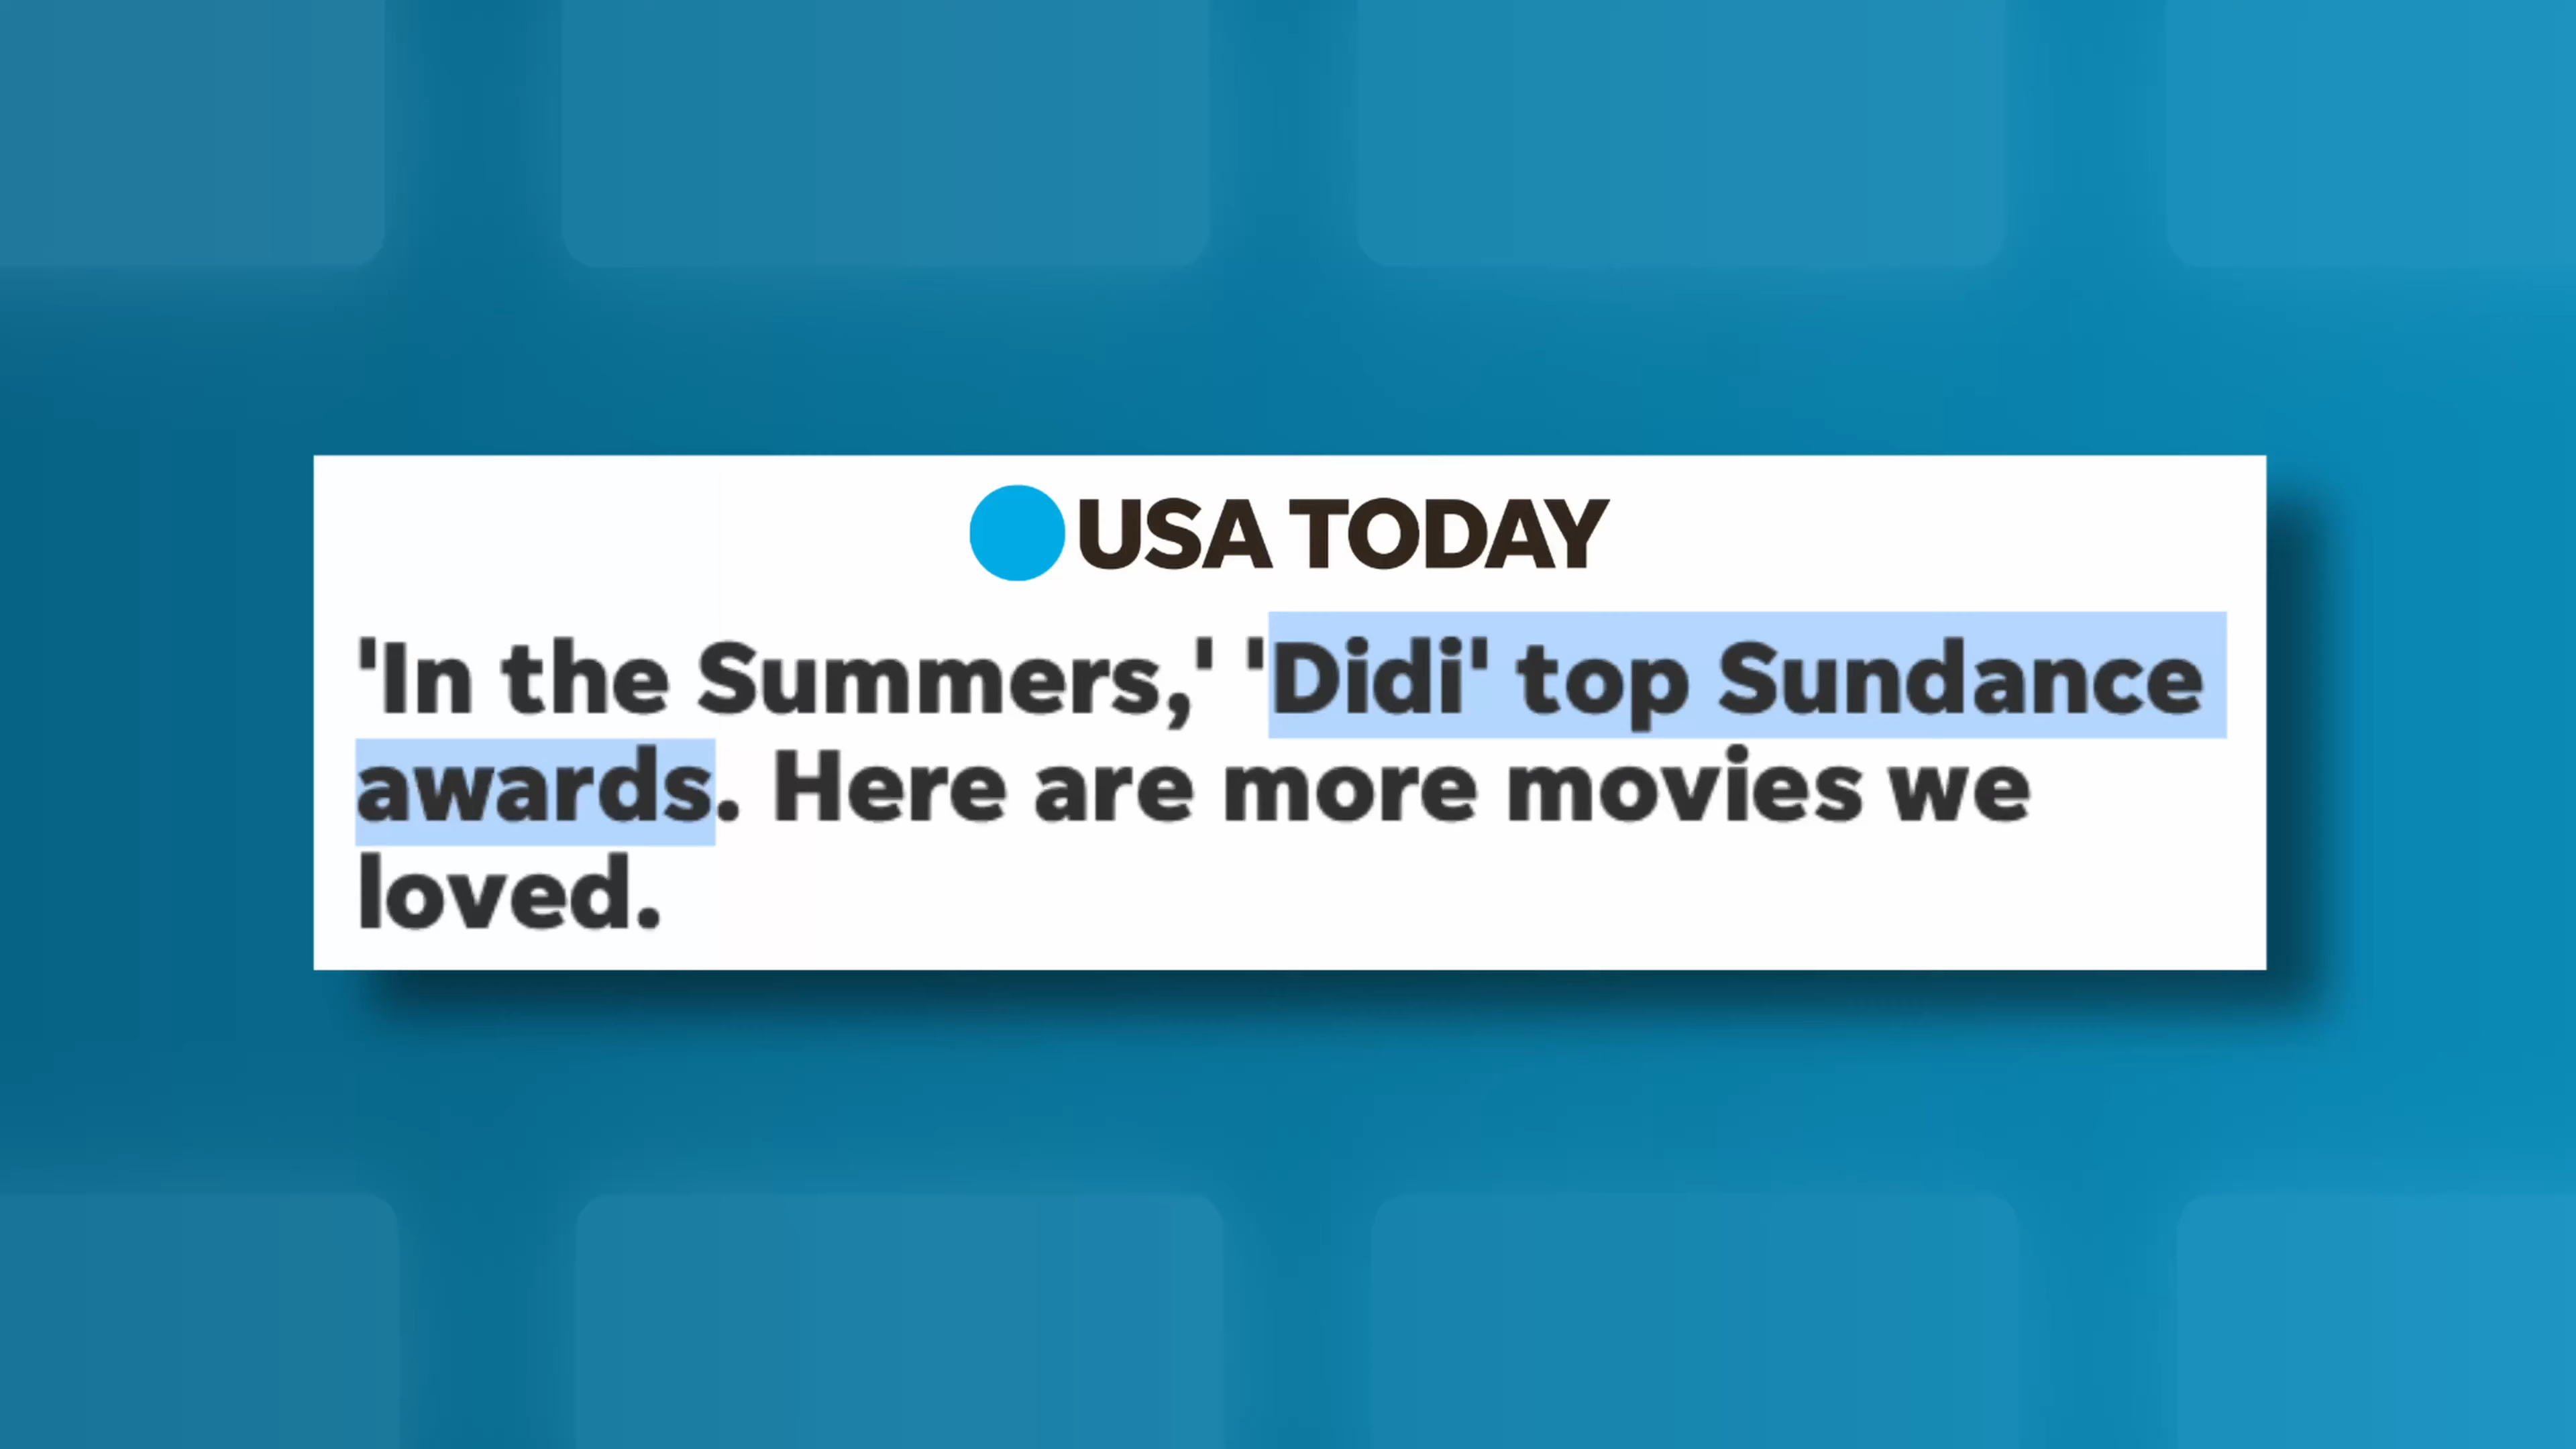 USA TODAY
'In the Summers,' 'Didi' top Sundance
awards. Here are more movies we
loved.